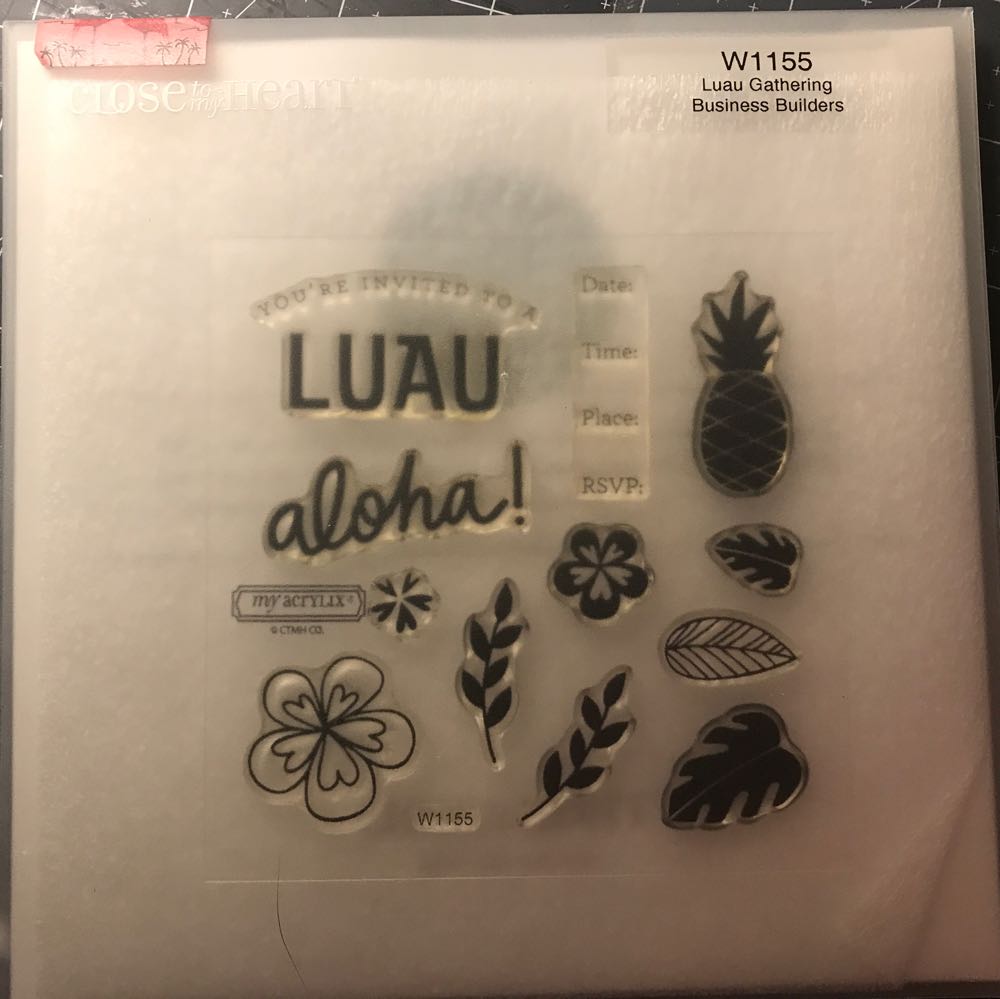 CLOSE to my HEART
W1155
Luau Gathering
Business Builders
YOU'RE INVITED TO A
LUAU
aloha!
Date:
Time:
Place:
RSVP:
my acrylix®
© CTMH CO.
W1155